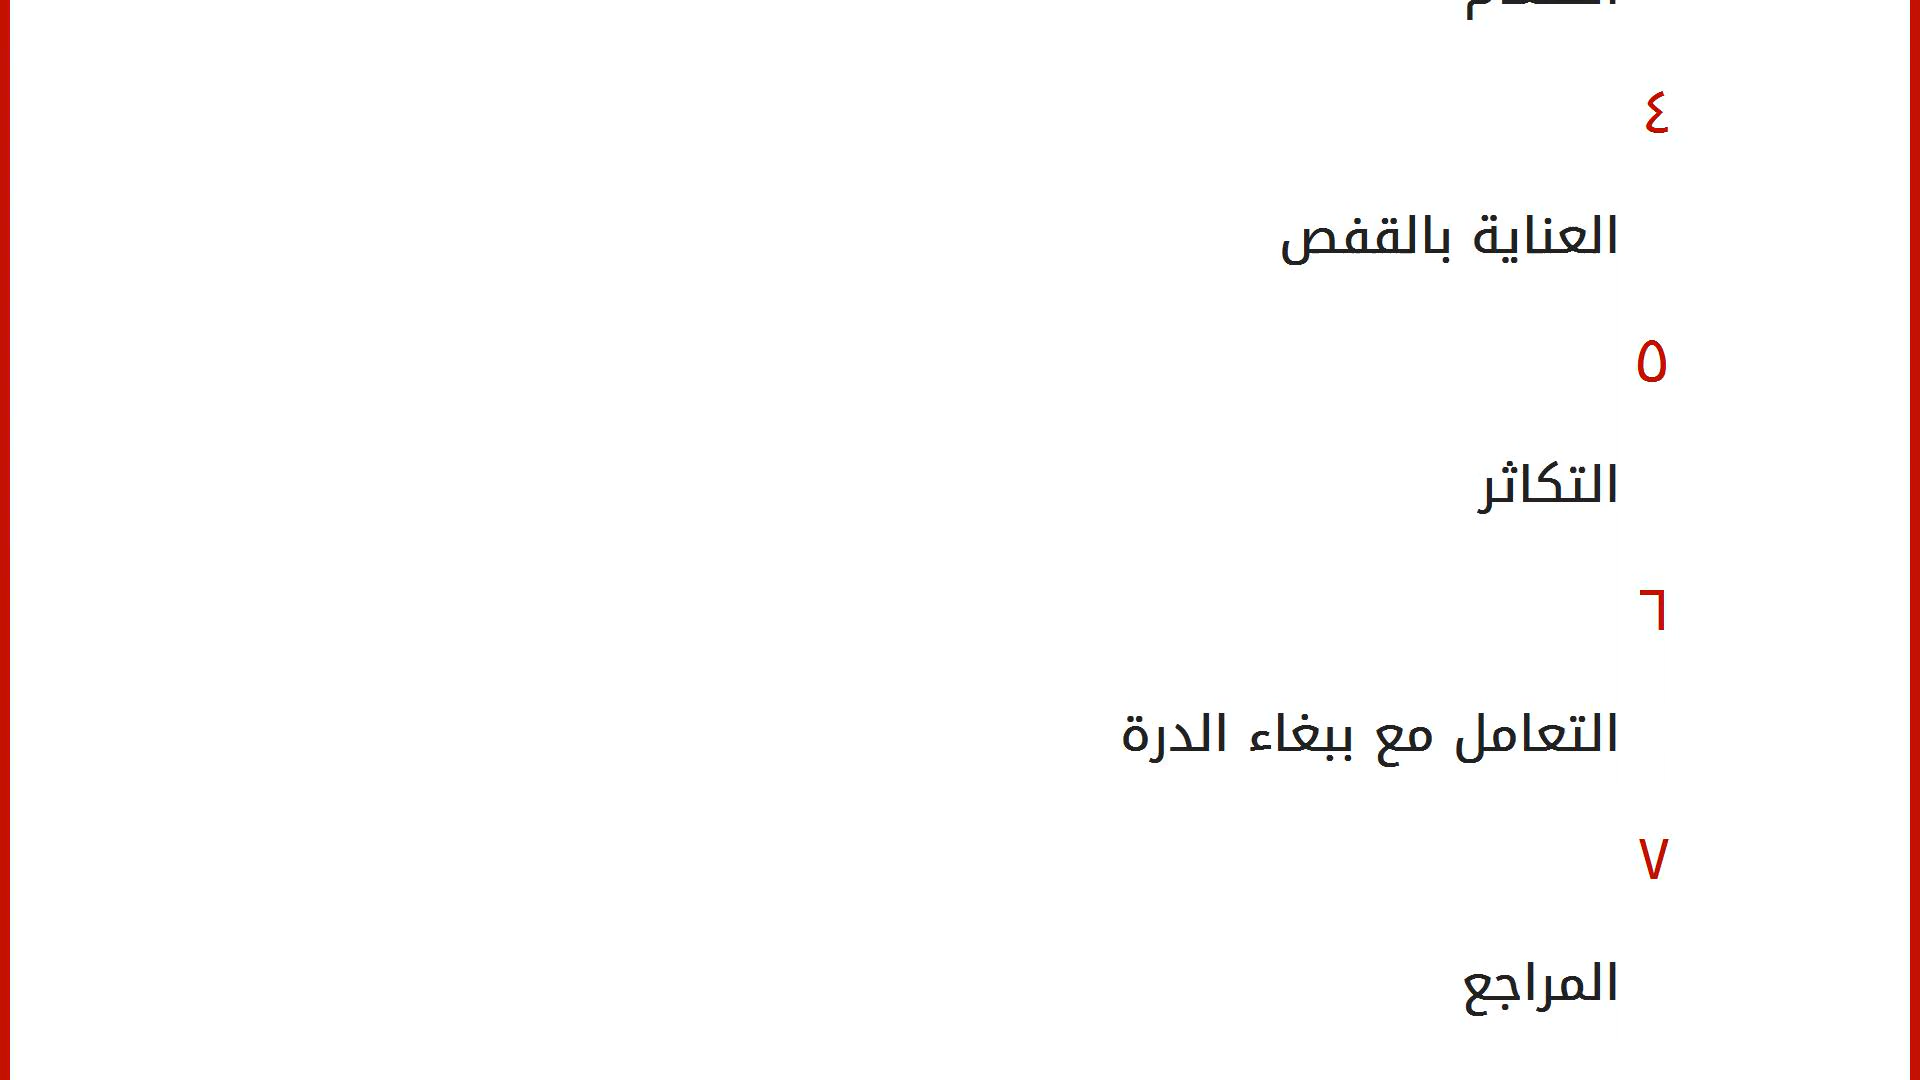 ٤
العناية بالقفص
٥
التكاثر
٦
التعامل مع ببغاء الدرة
٧
المراجع